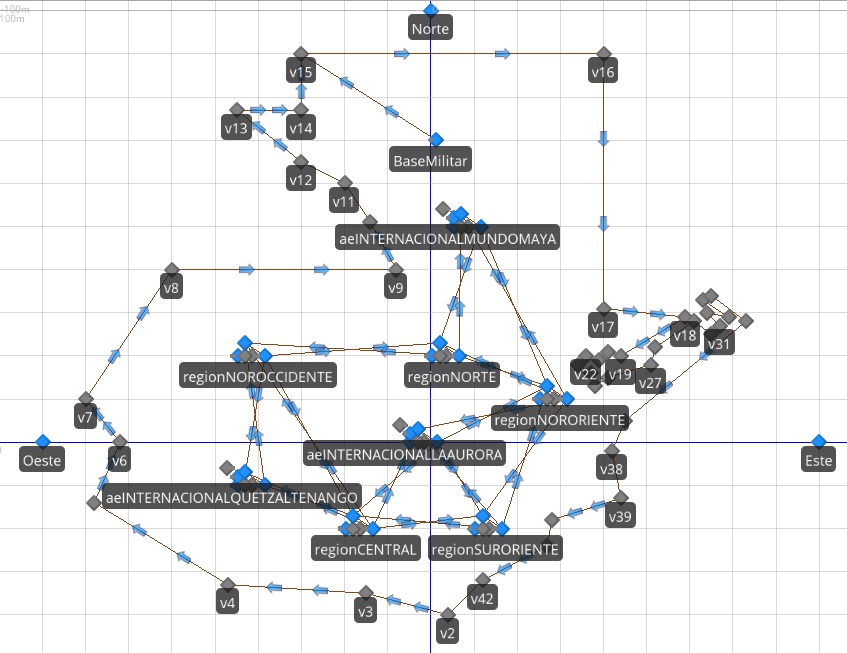 -100m
100m
Norte
v15
v16
v13
v14
BaseMilitar
v12
v11
aeINTERNACIONALMUNDOMAYA
v8
v9
v17
v18
v31
regionNOROCCIDENTE
regionNORTE
v22
v19
v27
v7
regionNORORIENTE
Oeste
v6
aeINTERNACIONALLAAURORA
Este
v38
aeINTERNACIONALQUETZALTENANGO
v39
regionCENTRAL
regionSURORIENTE
v4
v3
v42
v2